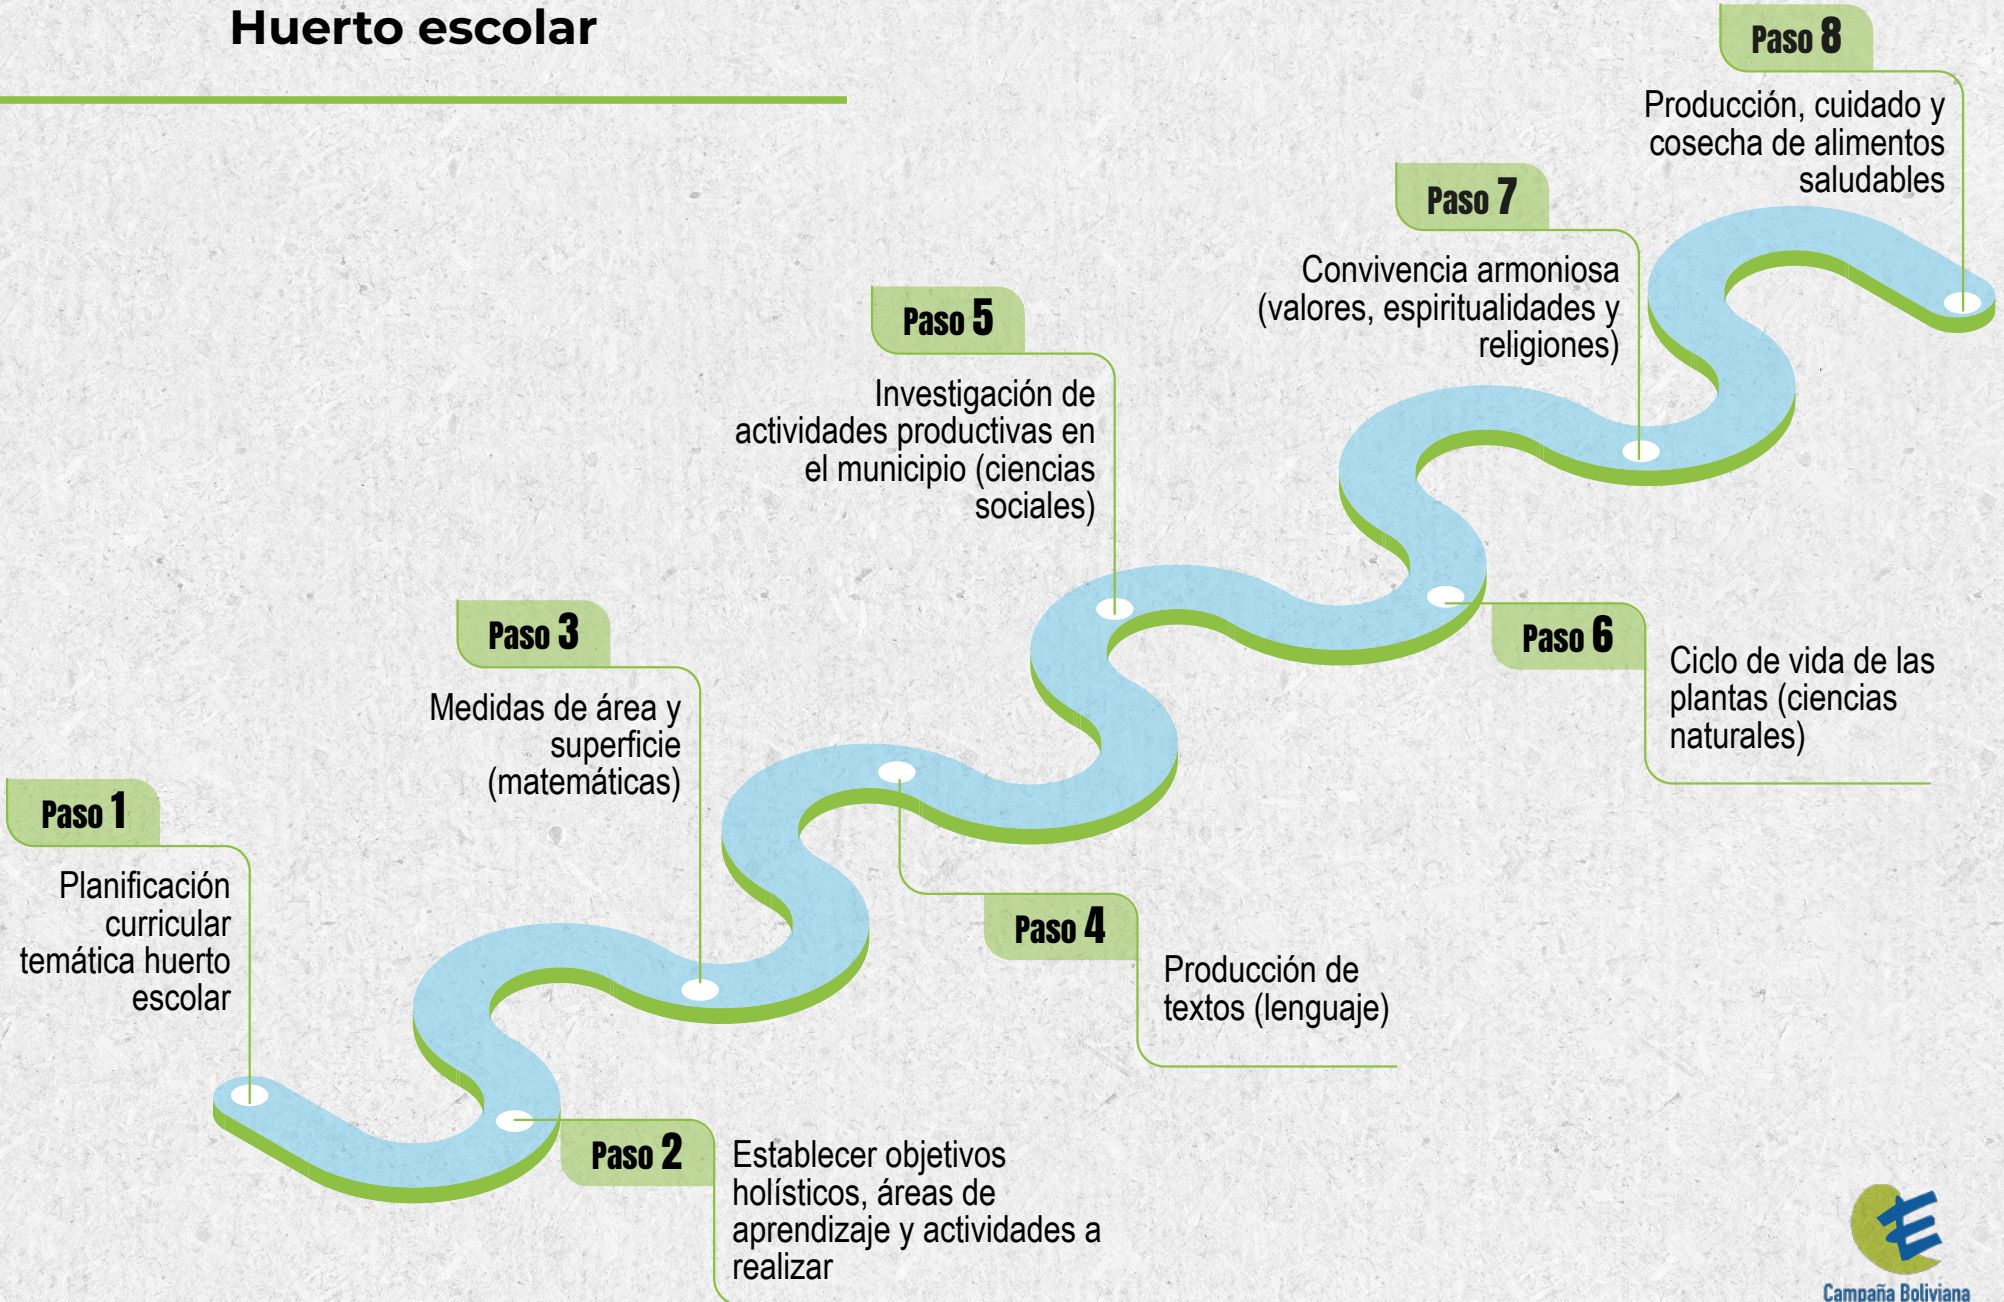 Huerto escolar
Paso 1
Planificación
curricular
temática huerto
escolar
Paso 2
Establecer objetivos
holísticos, áreas de
aprendizaje y actividades a
realizar
Paso 3
Medidas de área y
superficie
(matemáticas)
Paso 4
Producción de
textos (lenguaje)
Paso 5
Investigación de
actividades productivas en
el municipio (ciencias
sociales)
Paso 6
Ciclo de vida de las
plantas (ciencias
naturales)
Paso 7
Convivencia armoniosa
(valores, espiritualidades y
religiones)
Paso 8
Producción, cuidado y
cosecha de alimentos
saludables
Campaña Boliviana